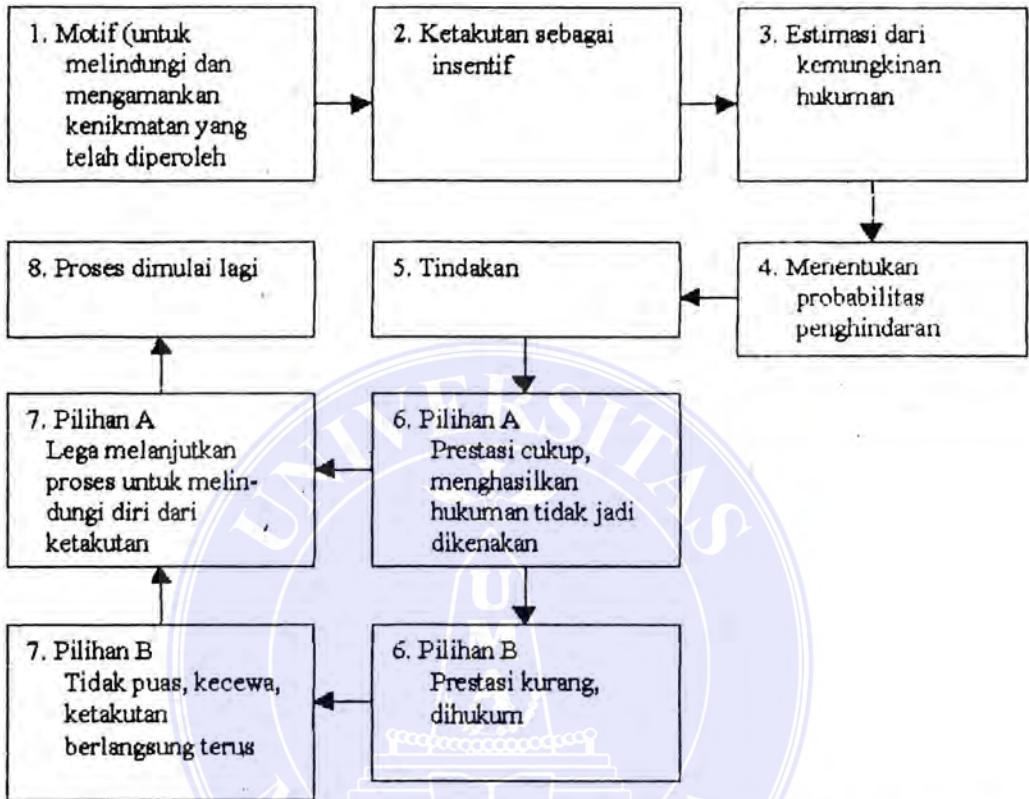 1. Motif (untuk
melindungi dan
mengamankan
kenikmatan yang
telah diperoleh
2. Ketakutan sebagai
insentif
3. Estimasi dari
kemungkinan
hukuman
4. Menentukan
probabilitas
penghindaran
5. Tindakan
8. Proses dimulai lagi
6. Pilihan A
Prestasi cukup,
menghasilkan
hukuman tidak jadi
dikenakan
7. Pilihan A
Lega melanjutkan
proses untuk melin-
dungi diri dari
ketakutan
6. Pilihan B
Prestasi kurang,
dihukum
7. Pilihan B
Tidak puas, kecewa,
ketakutan
berlangsung terus
UNIVERSITAS
UMA